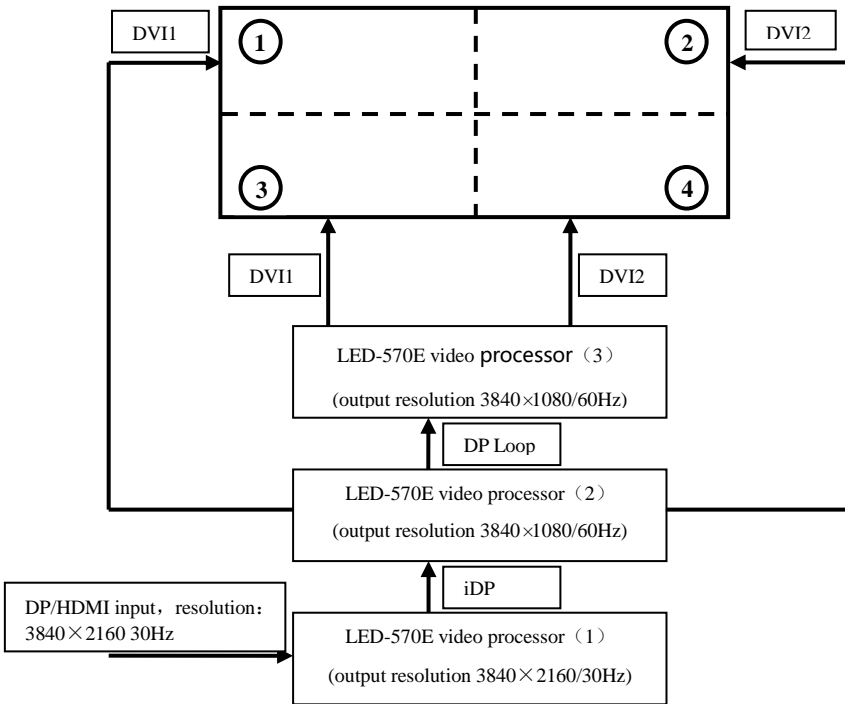 DVI1
1
2
DVI2
3
4
DVI1
DVI2
LED-570E video processor（3）
(output resolution 3840×1080/60Hz)
DP Loop
LED-570E video processor（2）
(output resolution 3840×1080/60Hz)
iDP
DP/HDMI input，resolution：
3840×2160 30Hz
LED-570E video processor（1）
(output resolution 3840×2160/30Hz)